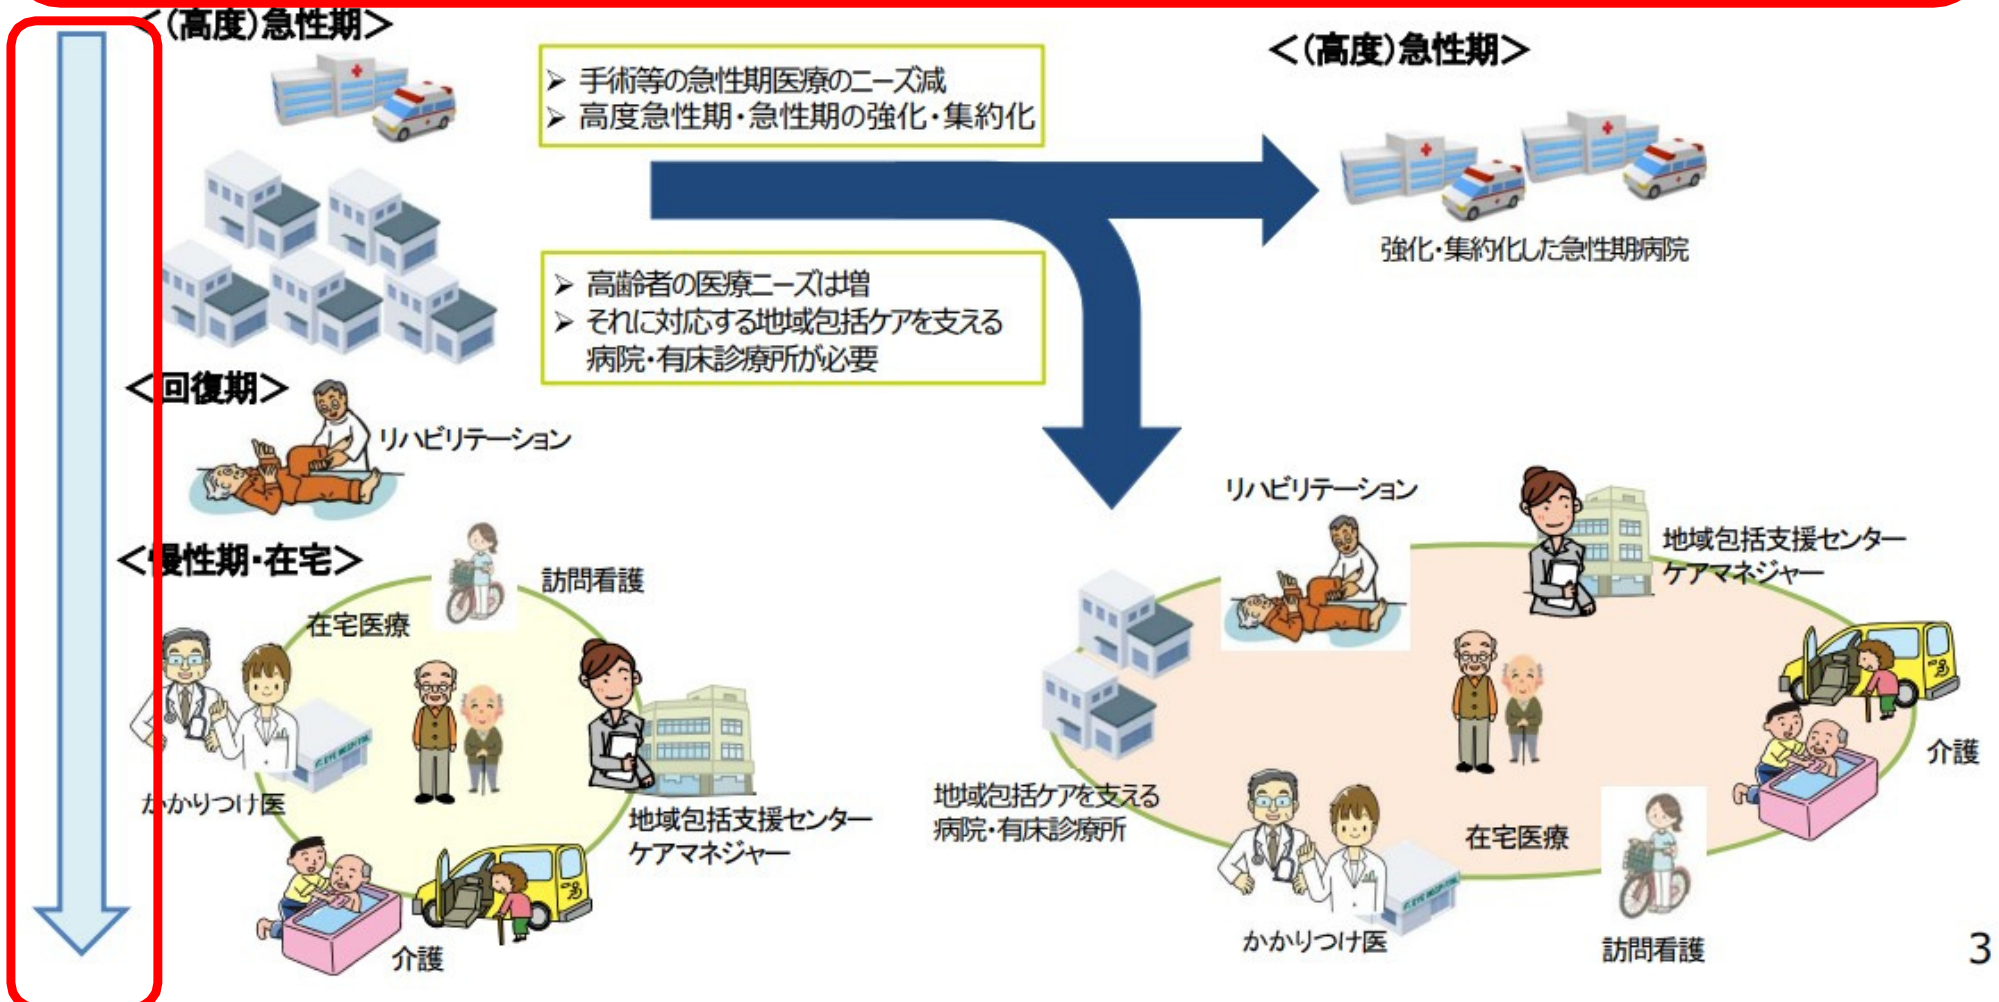 ＜（高度）急性期＞
➢ 手術等の急性期医療のニーズ減
➢ 高度急性期・急性期の強化・集約化
＜（高度）急性期＞
強化・集約化した急性期病院
➢ 高齢者の医療ニーズは増
➢ それに対応する地域包括ケアを支える
病院・有床診療所が必要
＜回復期＞
リハビリテーション
＜慢性期・在宅＞
訪問看護
在宅医療
かかりつけ医
地域包括支援センター
ケアマネジャー
介護
リハビリテーション
地域包括支援センター
ケアマネジャー
介護
地域包括ケアを支える
病院・有床診療所
在宅医療
かかりつけ医
訪問看護
3